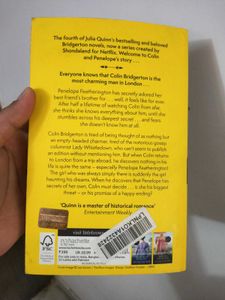 The fourth of Julia Quinn's bestselling and beloved
Bridgerton novels, now a series created by
Shondaland for Netflix. Welcome to Colin
and Penelope's story . . .
Everyone knows that Colin Bridgerton is the
most charming man in London . . .
Penelope Featherington has secretly adored her
best friend's brother for . . . well, it feels like for ever.
After half a lifetime of watching Colin from afar,
she thinks she knows everything about him, until she
stumbles across his deepest secret . . . and fears
she doesn't know him at all.
Colin Bridgerton is tired of being thought of as nothing but
an empty-headed charmer, tired of the notorious gossip
columnist Lady Whistledown, who can't seem to publish
an edition without mentioning him. But when Colin returns
to London from a trip abroad, he discovers nothing in his
life is quite the same – especially Penelope Featherington!
The girl who was always simply there is suddenly the girl
haunting his dreams. When he discovers that Penelope has
secrets of her own, Colin must decide . . . is she his biggest
threat – or his promise of a happy ending?
'Quinn is a master of historical romance'
Entertainment Weekly
hachette
FSC